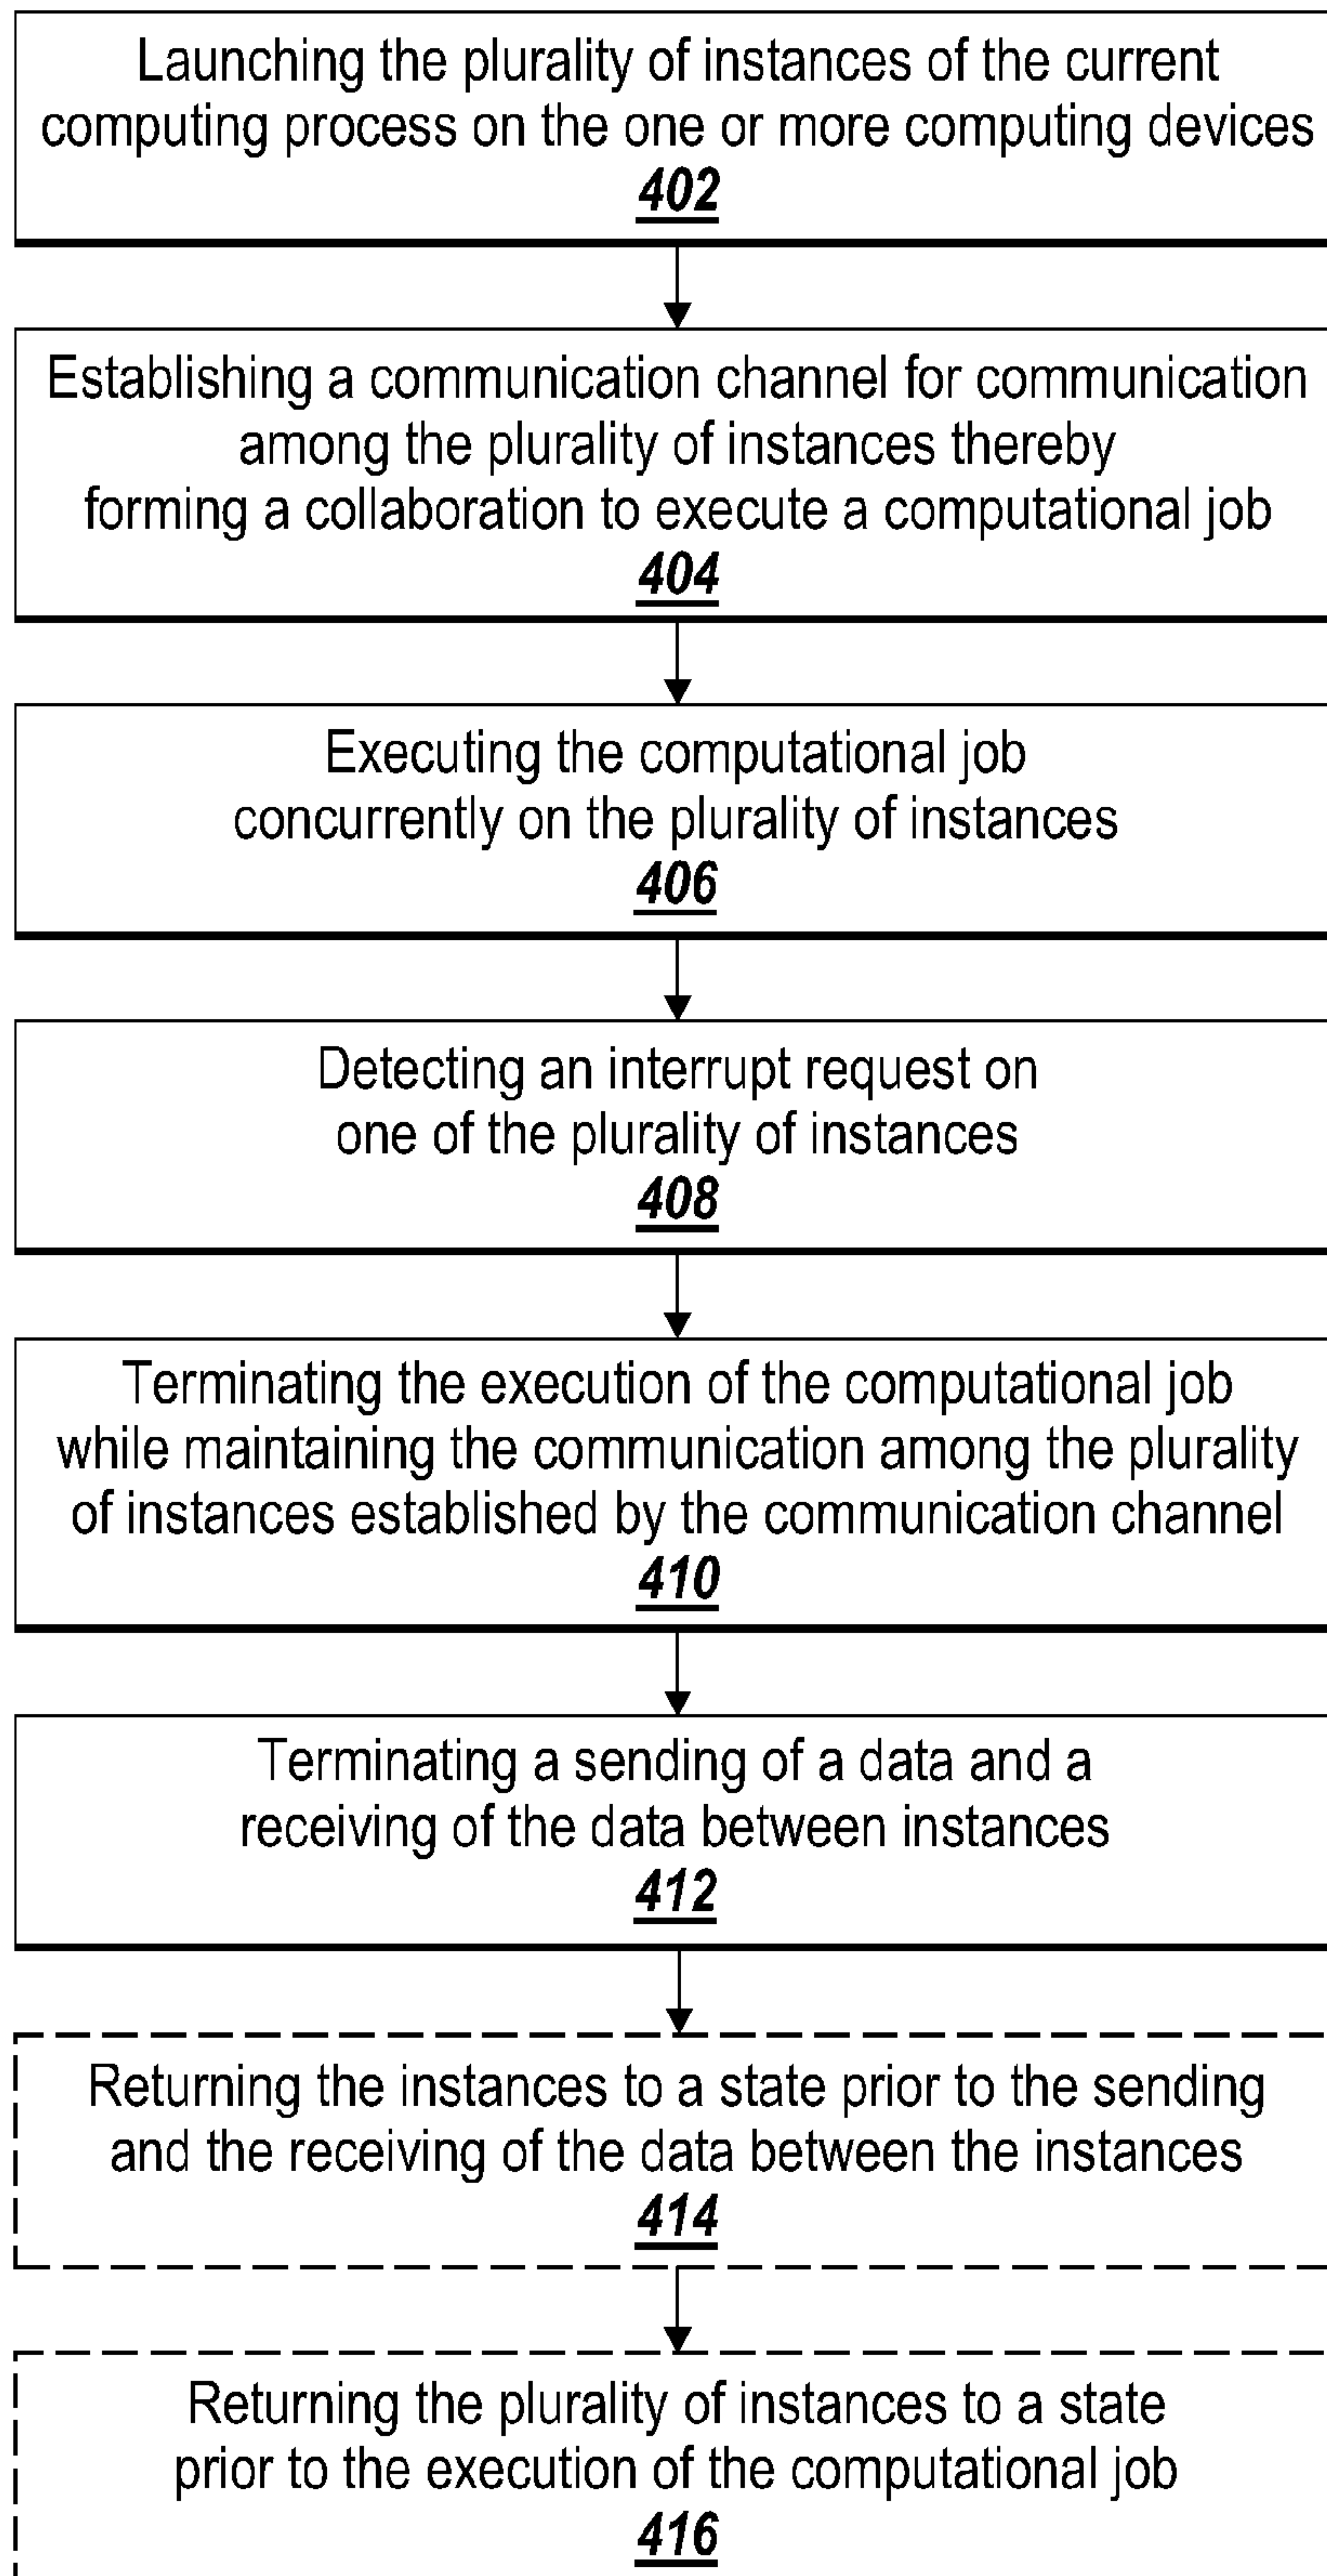 Launching the plurality of instances of the current
computing process on the one or more computing devices
402
Establishing a communication channel for communication
among the plurality of instances thereby
forming a collaboration to execute a computational job
404
Executing the computational job
concurrently on the plurality of instances
406
Detecting an interrupt request on
one of the plurality of instances
408
Terminating the execution of the computational job
while maintaining the communication among the plurality
of instances established by the communication channel
410
Terminating a sending of a data and a
receiving of the data between instances
412
Returning the instances to a state prior to the sending
and the receiving of the data between the instances
414
Returning the plurality of instances to a state
prior to the execution of the computational job
416